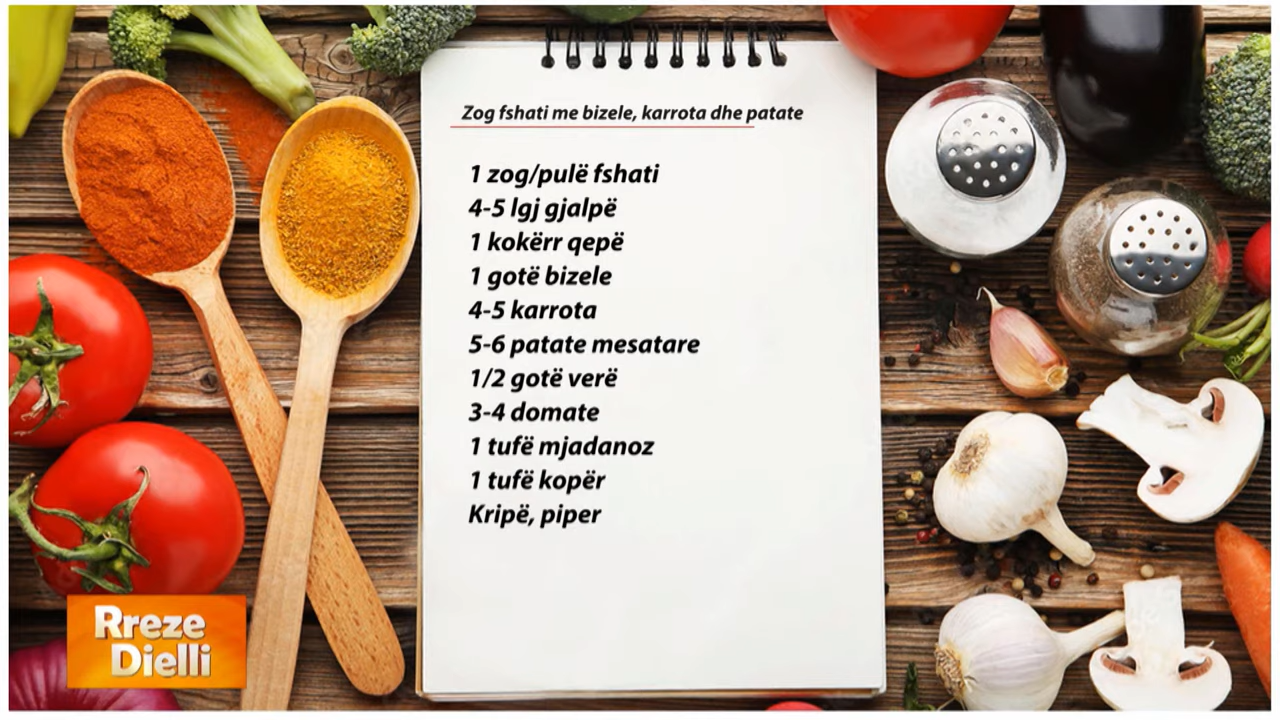 Zog fshati me bizele, karrota dhe patate
1 zog/pulë fshati
4-5 lgj gjalpë
1 kokërr qepë
1 gotë bizele
4-5 karrota
5-6 patate mesatare
1/2 gotë verë
3-4 domate
1 tufë mjadanoz
1 tufë kopër
Kripë, piper
Rreze
Dielli